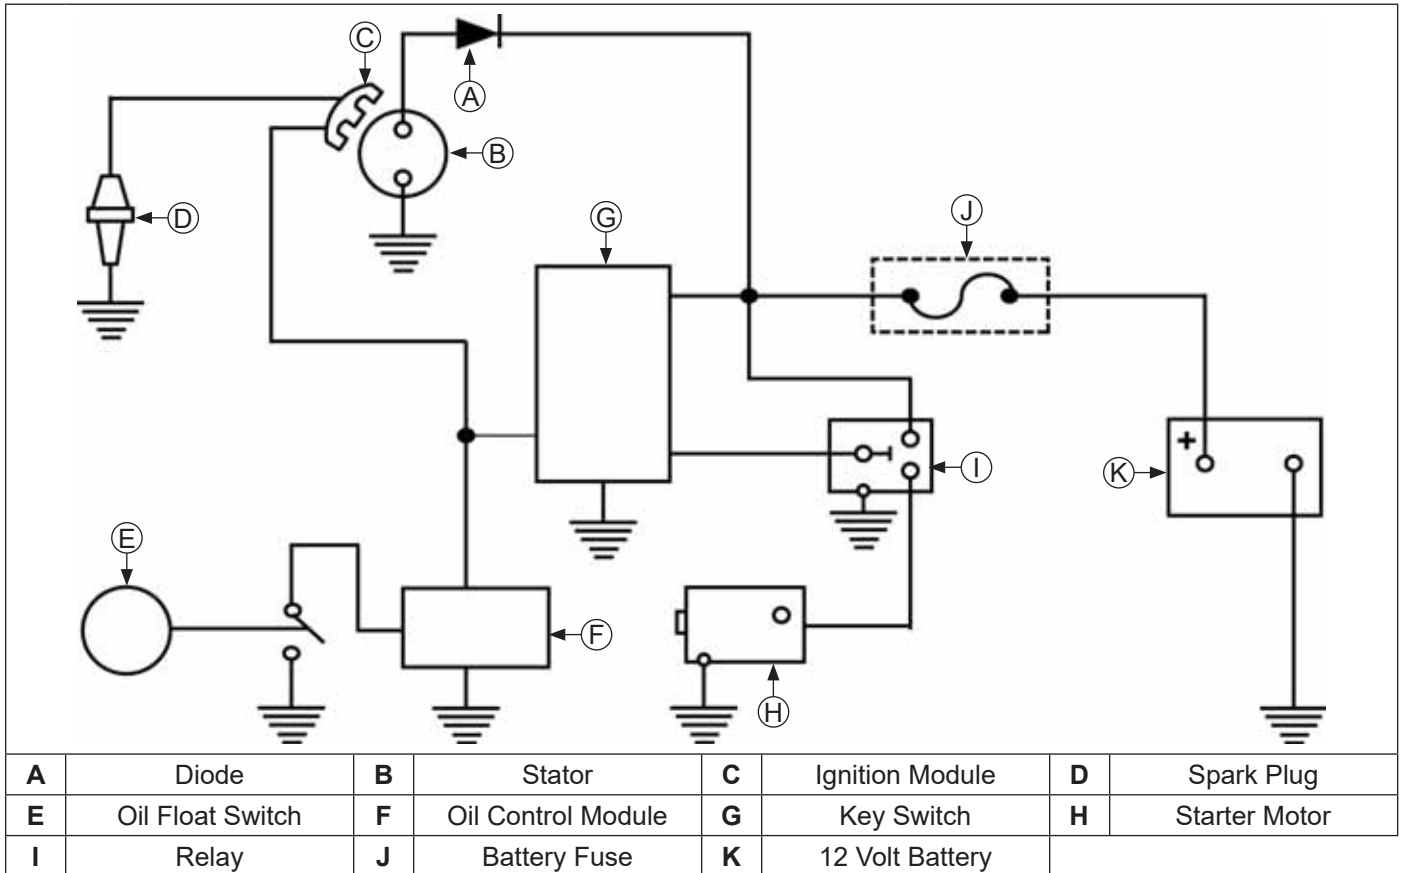 C
A
B
D
G
J
+
I
K
E
F
H
A Diode B Stator C Ignition Module D Spark Plug
E Oil Float Switch F Oil Control Module G Key Switch H Starter Motor
I Relay J Battery Fuse K 12 Volt Battery